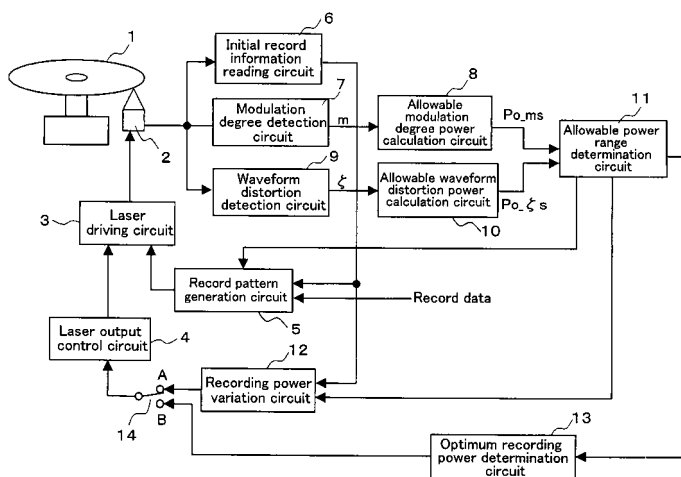 1
6
Initial record
information
reading circuit
7
Modulation
degree detection
circuit
m
8
Allowable
modulation
degree power
calculation circuit
Po_ms
11
Allowable power
range
determination
circuit
2
9
Waveform
distortion
detection circuit
ζ
Allowable waveform
distortion power
calculation circuit
10
Po_ζs
3
Laser
driving circuit
Record pattern
generation circuit
5
Record data
Laser output
control circuit
4
12
Recording power
variation circuit
A
B
14
13
Optimum recording
power determination
circuit